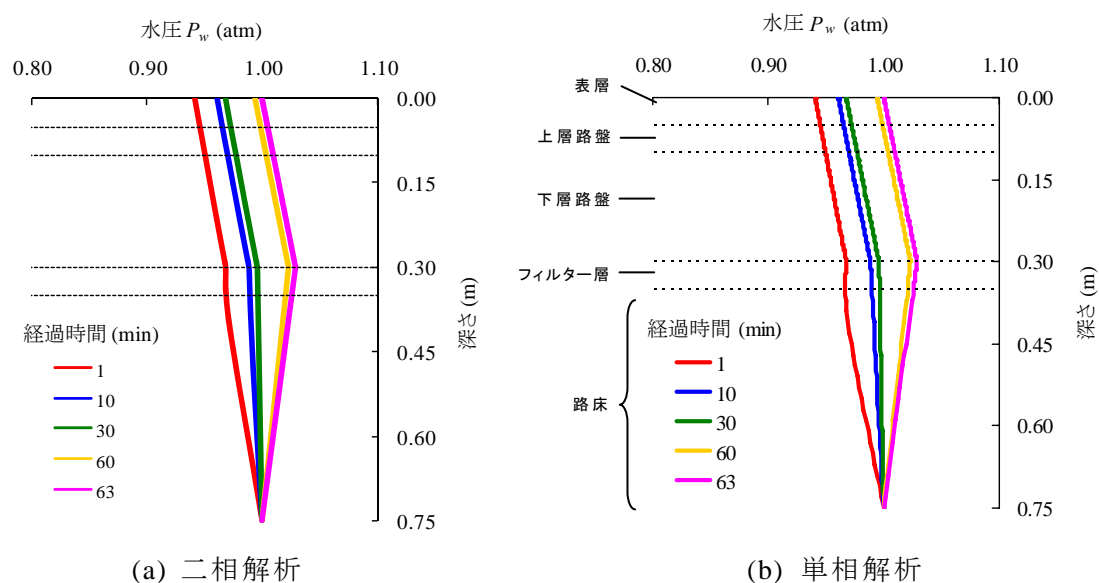 水圧 P_w (atm)
0.80 0.90 1.00 1.10
0.00
0.15
0.30
0.45
0.60
0.75
深さ (m)
経過時間 (min)
1
10
30
60
63
(a) 二相解析
水圧 P_w (atm)
0.80 0.90 1.00 1.10
表層
上層路盤
下層路盤
フィルター層
路床
0.00
0.15
0.30
0.45
0.60
0.75
深さ (m)
経過時間 (min)
1
10
30
60
63
(b) 単相解析